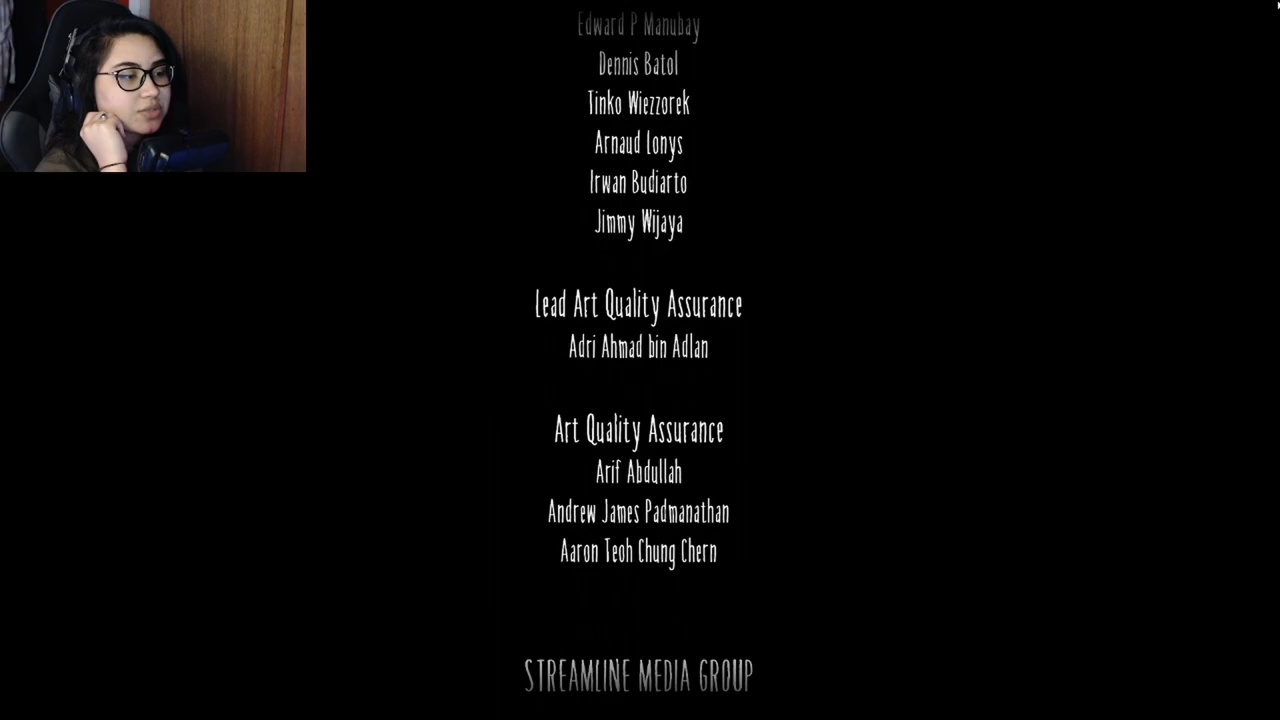 Edward P Manubay
Dennis Batol
Tinko Wiezzorek
Arnaud Lonys
Irwan Budiarto
Jimmy Wijaya
Lead Art Quality Assurance
Adri Ahmad bin Adlan
Art Quality Assurance
Arif Abdullah
Andrew James Padmanathan
Aaron Teoh Chung Chern
STREAMLINE MEDIA GROUP